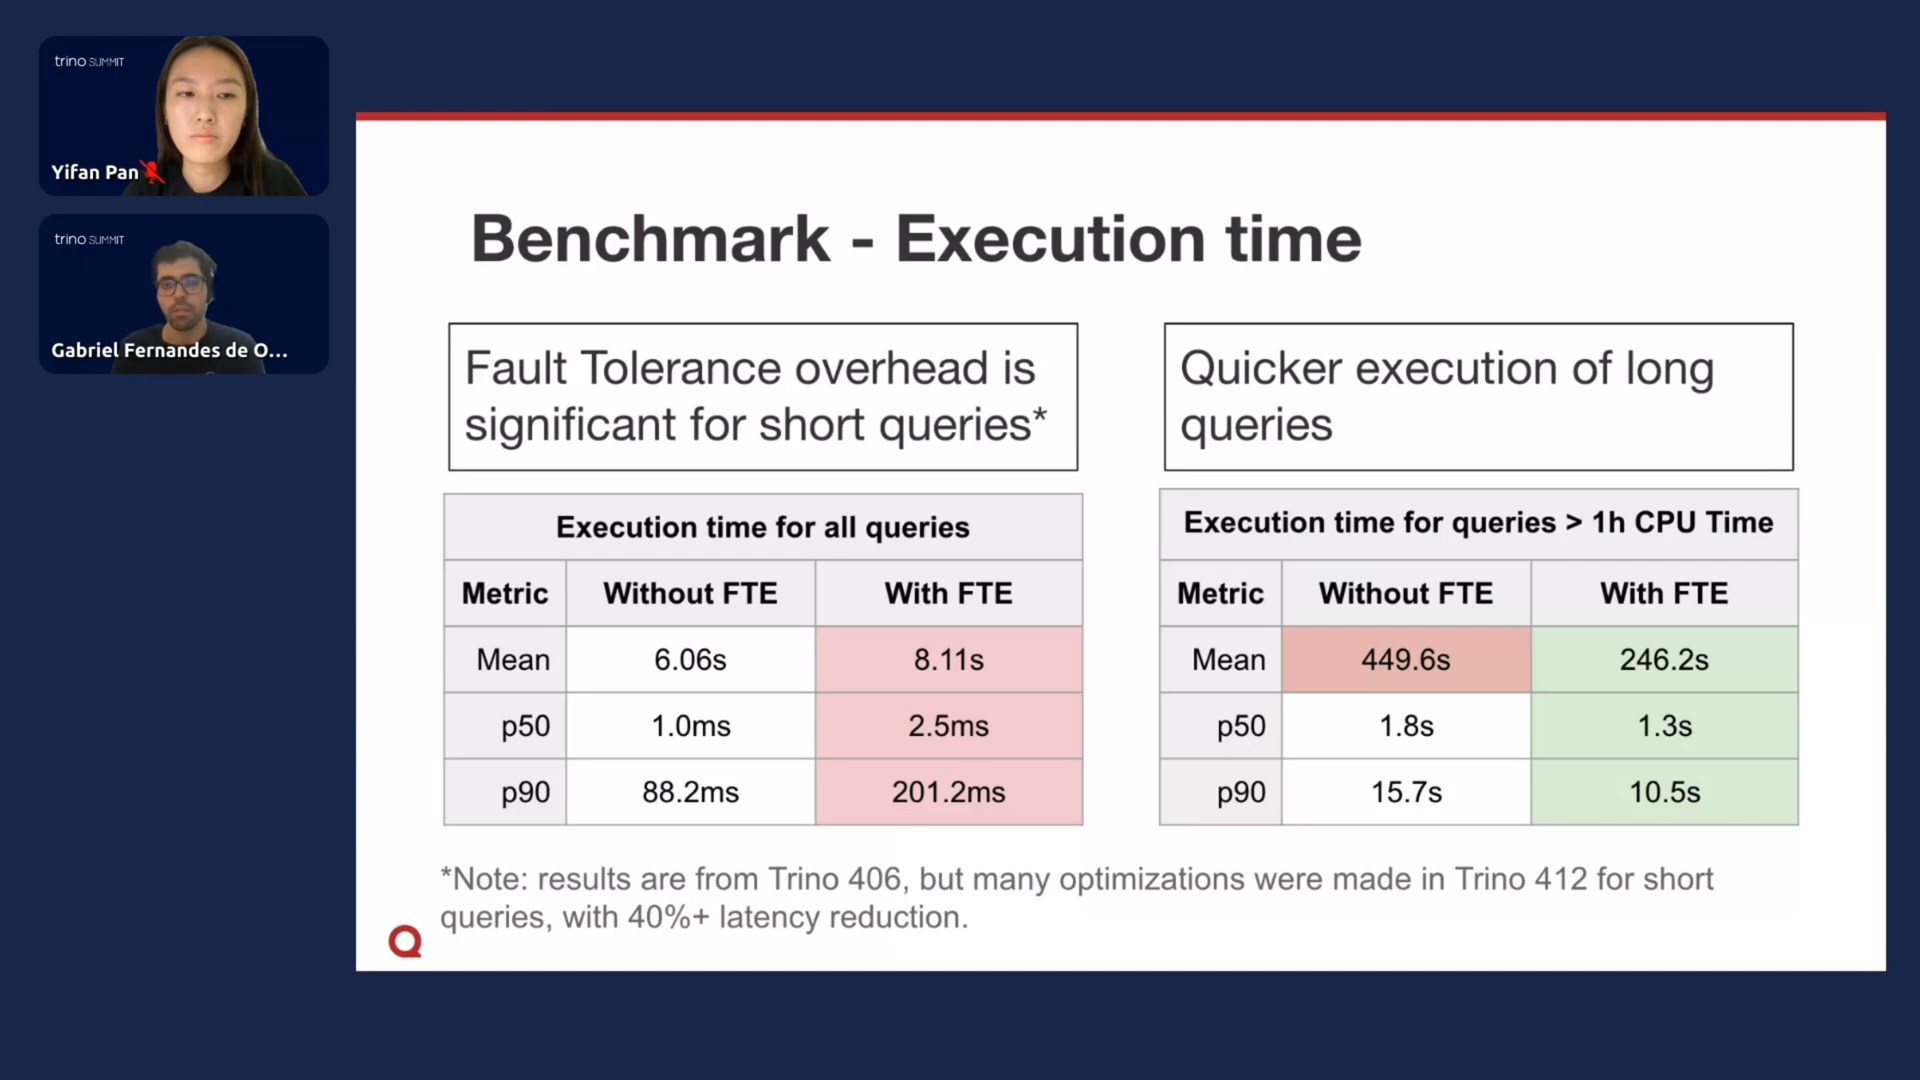 trino SUMMIT
Yifan Pan
trino SUMMIT
Gabriel Fernandes de O...
Benchmark - Execution time
Fault Tolerance overhead is
significant for short queries*
Quicker execution of long
queries
Execution time for all queries
Metric Without FTE With FTE
Mean 6.06s 8.11s
p50 1.0ms 2.5ms
p90 88.2ms 201.2ms
Execution time for queries > 1h CPU Time
Metric Without FTE With FTE
Mean 449.6s 246.2s
p50 1.8s 1.3s
p90 15.7s 10.5s
*Note: results are from Trino 406, but many optimizations were made in Trino 412 for short
queries, with 40%+ latency reduction.
Q